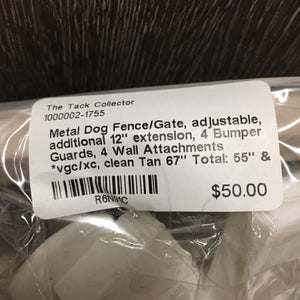 The Tack Collector
1000002-1755
Metal Dog Fence/Gate, adjustable,
additional 12" extension, 4 Bumper
Guards, 4 Wall Attachments
*vgc/xc, clean Tan 67" Total: 55" &
$50.00